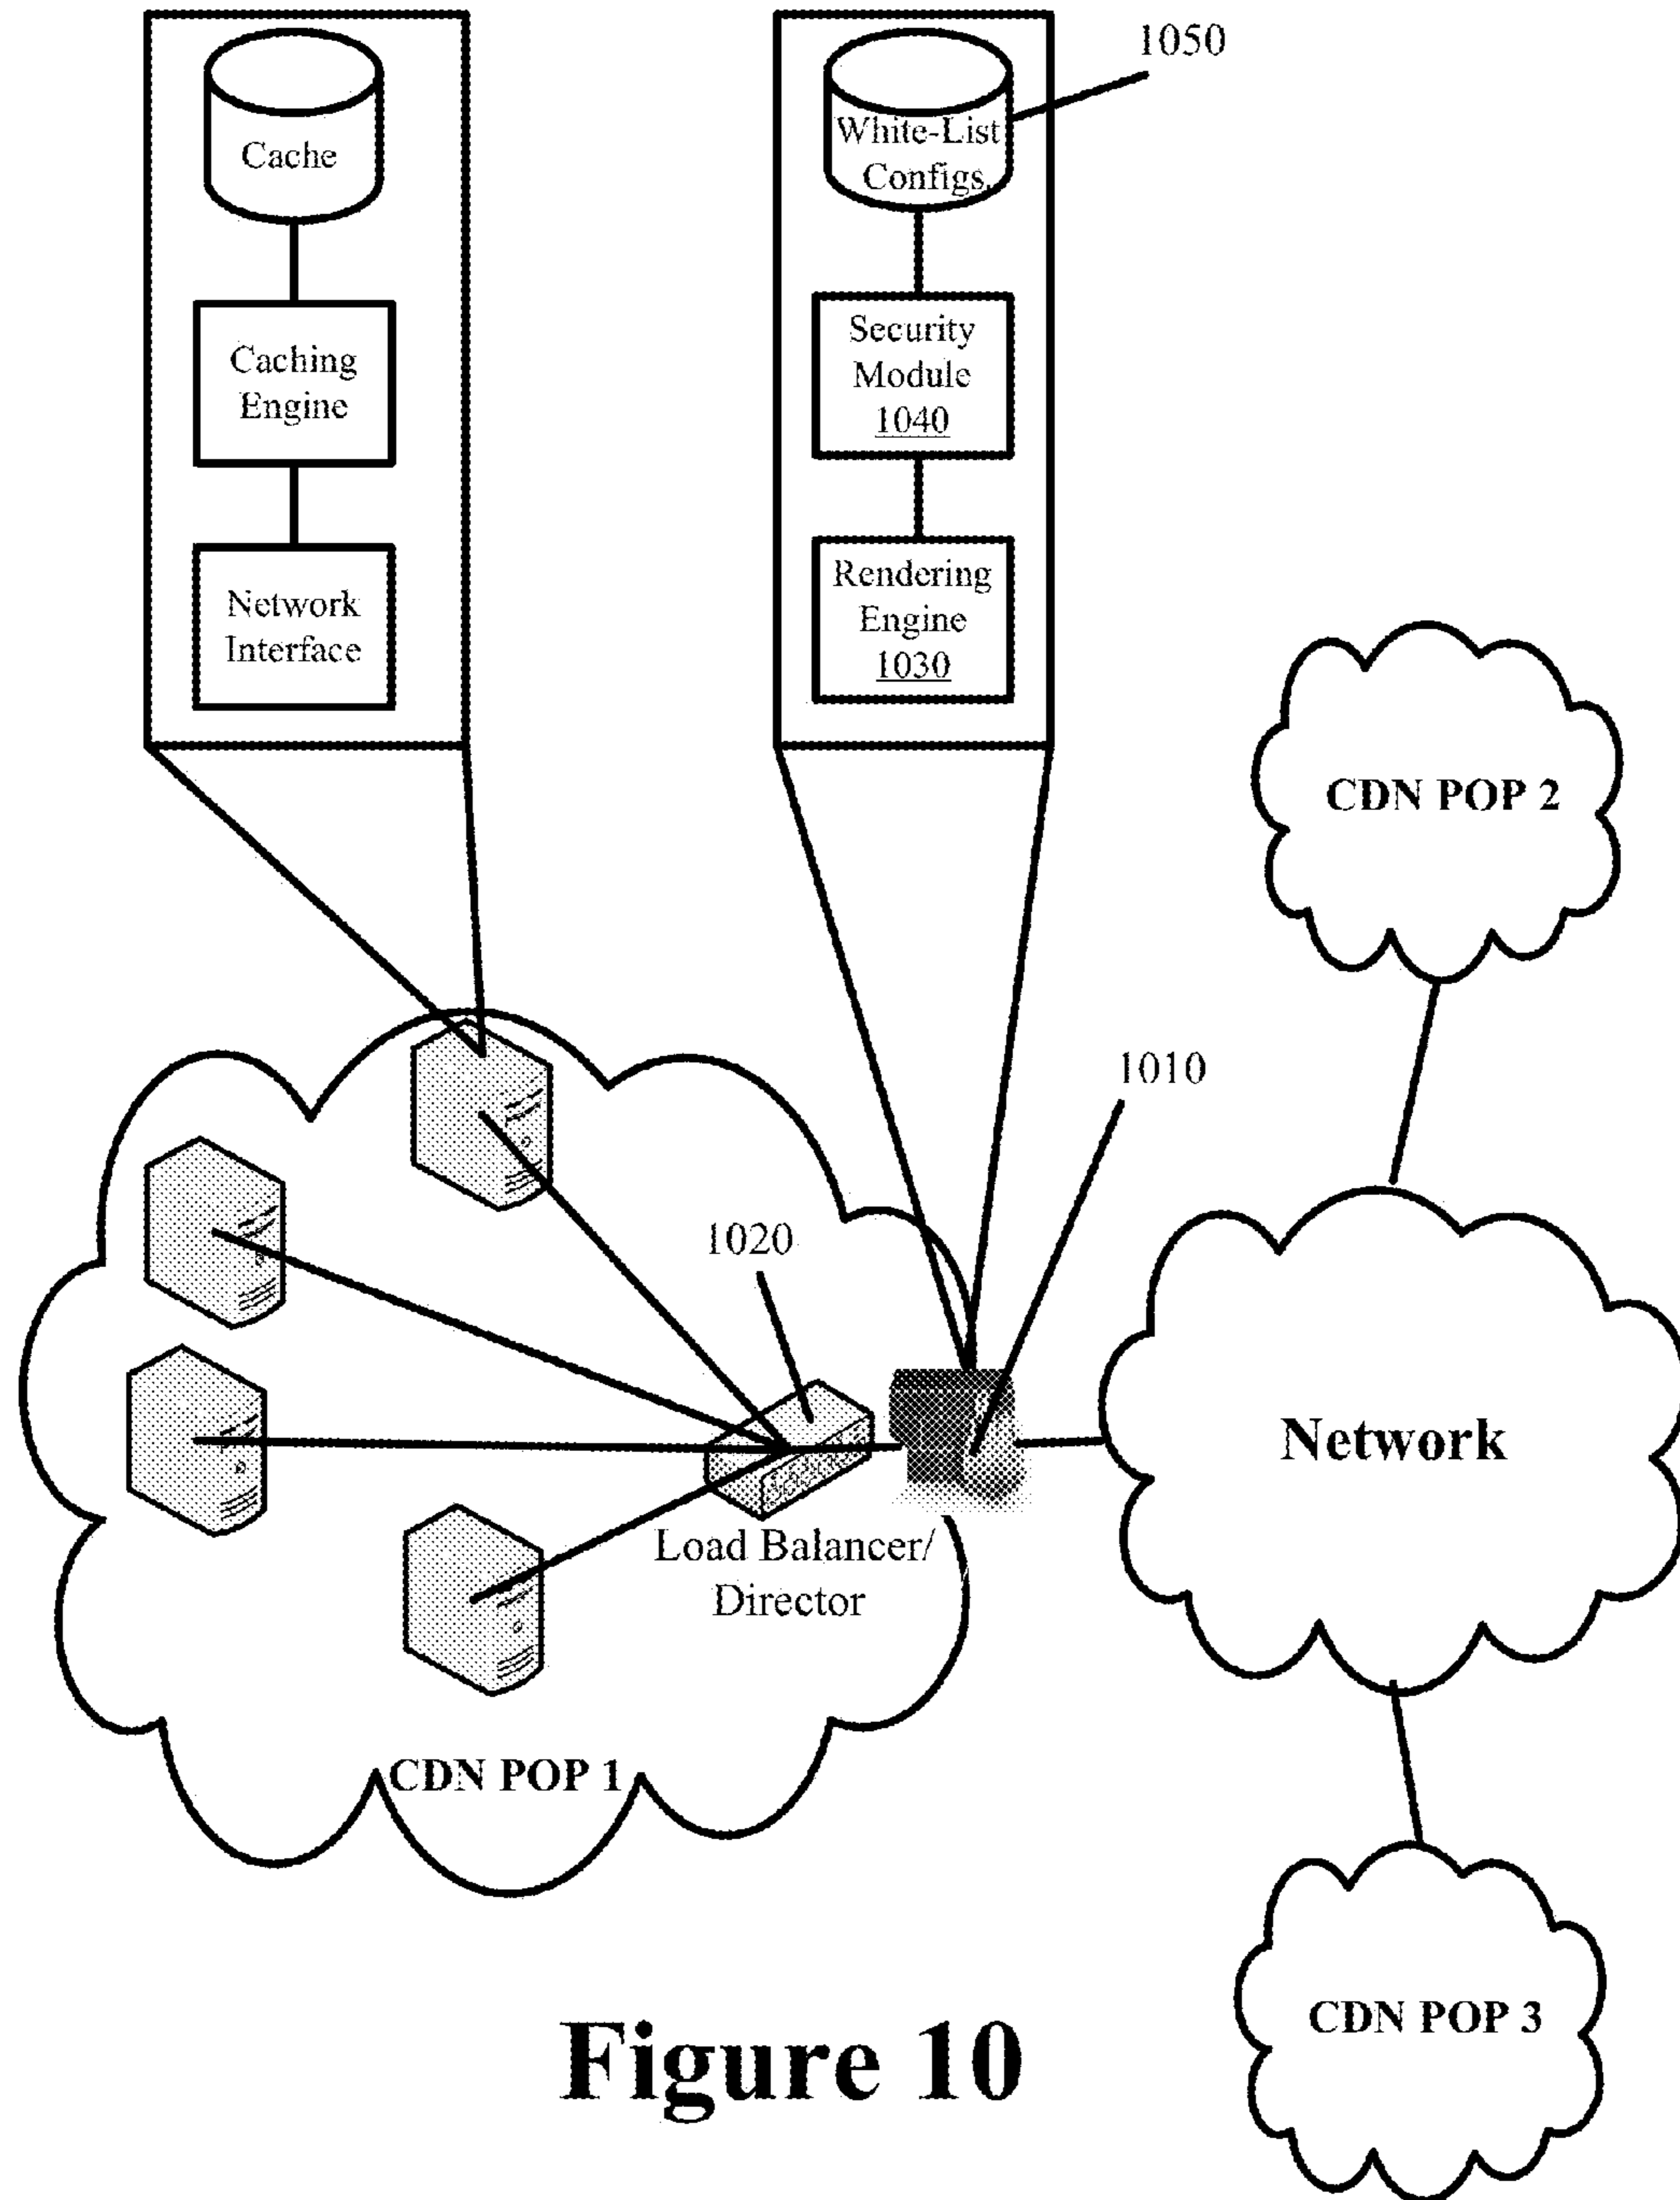 1050
Cache
White-List
Configs.
Caching
Engine
Security
Module
1040
Network
Interface
Rendering
Engine
1030
CDN POP 2
1010
1020
Network
Load Balancer/
Director
CDN POP 1
CDN POP 3
Figure 10